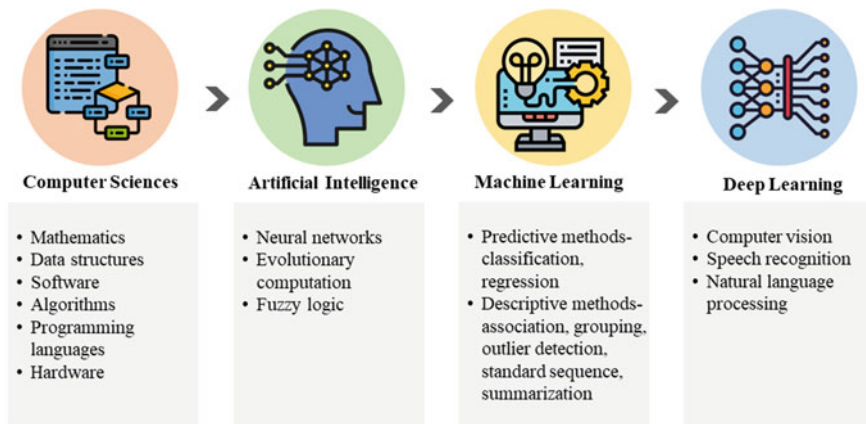 Computer Sciences
• Mathematics
• Data structures
• Software
• Algorithms
• Programming
languages
• Hardware
Artificial Intelligence
• Neural networks
• Evolutionary
computation
• Fuzzy logic
Machine Learning
• Predictive methods-
classification,
regression
• Descriptive methods-
association, grouping,
outlier detection,
standard sequence,
summarization
Deep Learning
• Computer vision
• Speech recognition
• Natural language
processing